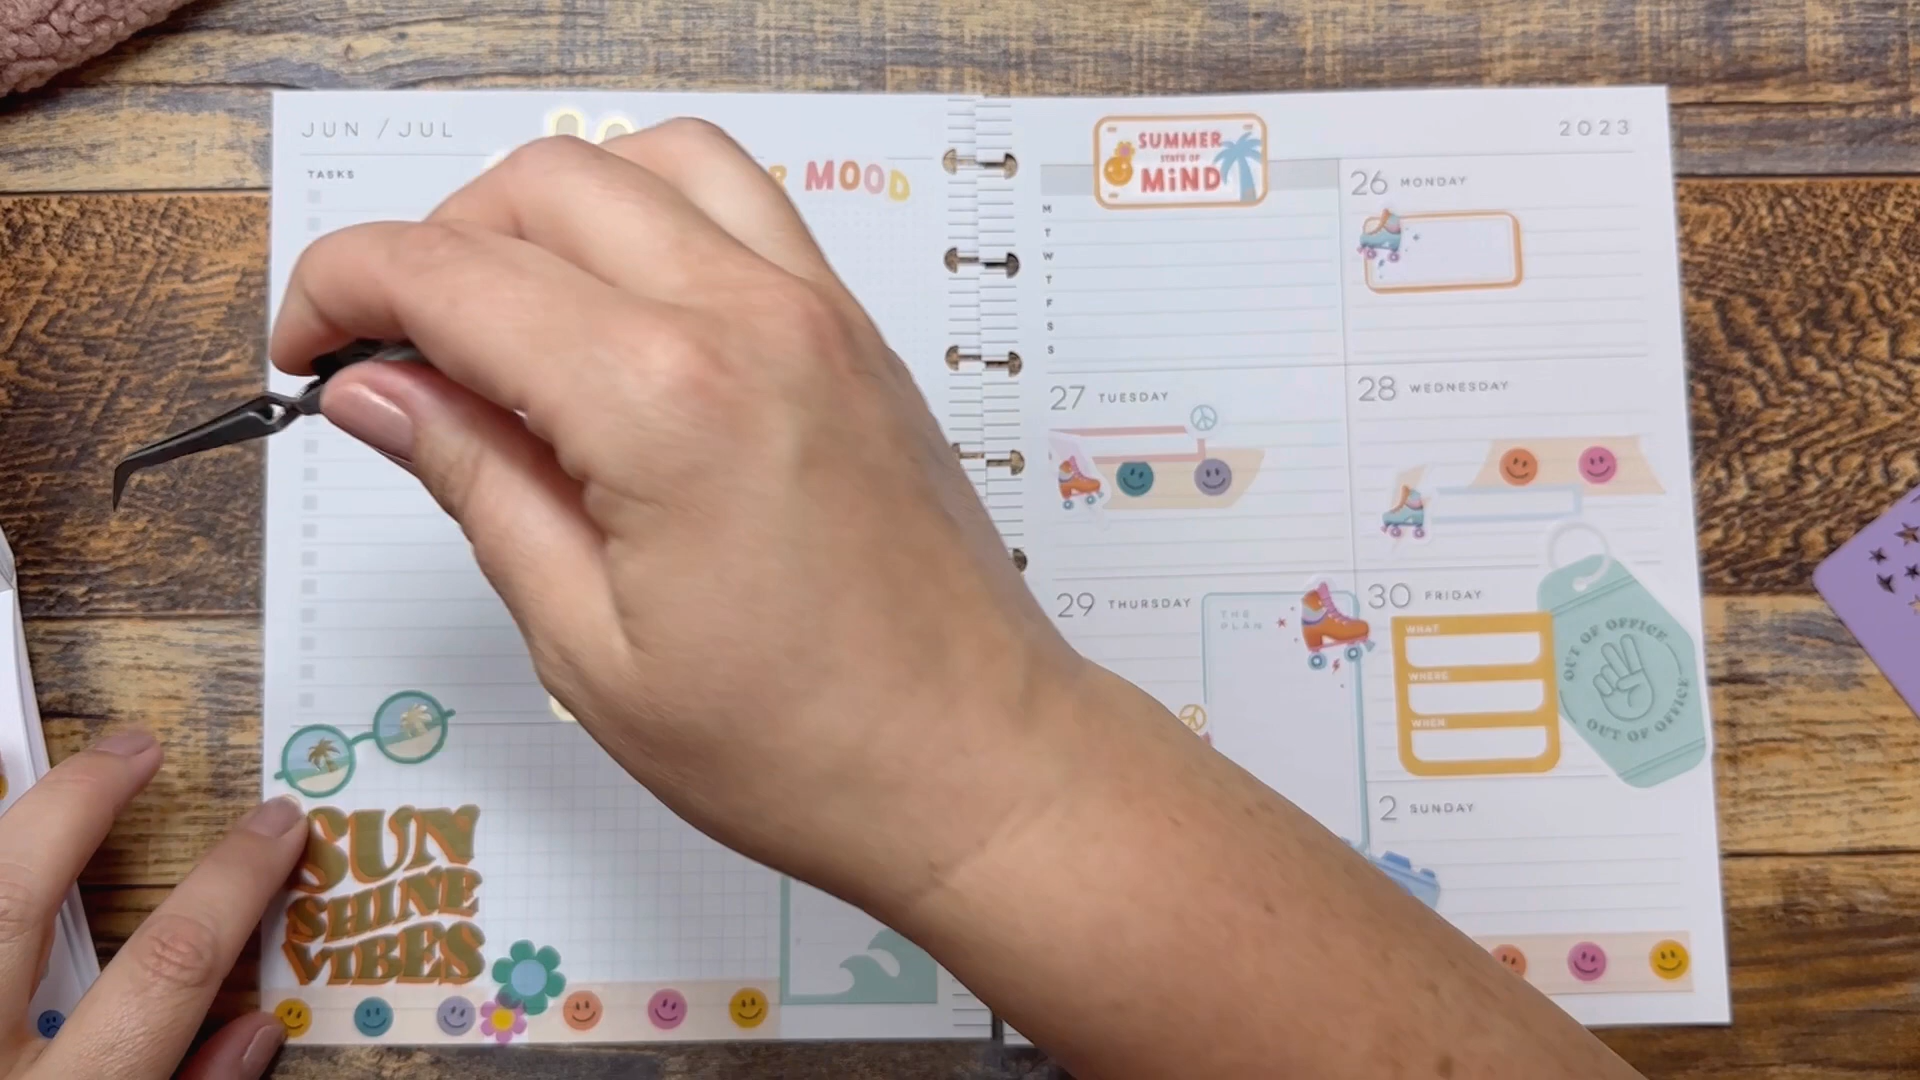 JUN / JUL
TASKS
R MOOD
SUN
SHINE
VIBES
SUMMER
STATE OF
MiND
2023
M
T
W
T
F
S
S
26 MONDAY
27 TUESDAY
28 WEDNESDAY
29 THURSDAY
THE
PLAN
30 FRIDAY
WHAT
WHERE
WHEN
OUT OF OFFICE
OUT OF OFFICE
2 SUNDAY